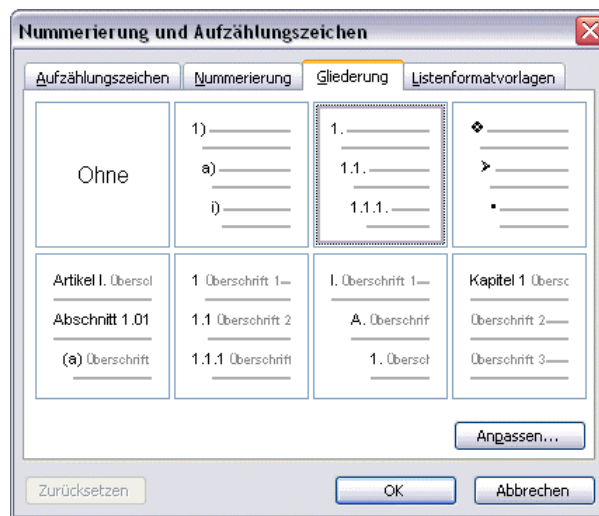 Nummerierung und Aufzählungszeichen
Aufzählungszeichen Nummerierung Gliederung Listenformatvorlagen
Ohne
1)
a)
i)
1.
1.1.
1.1.1.
Artikel I. Überscl
Abschnitt 1.01
(a) Überschrift
1 Überschrift 1
1.1 Überschrift 2
1.1.1 Überschrift
I. Überschrift 1
A. Überschrif
1. Überscl
Kapitel 1 Übersc
Überschrift 2
Überschrift 3
Anpassen...
Zurücksetzen OK Abbrechen